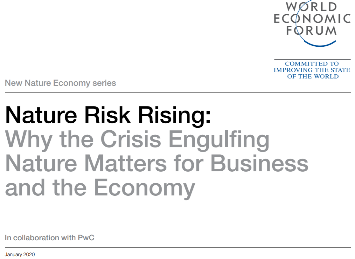 WORLD
ECONOMIC
FORUM
COMMITTED TO
IMPROVING THE STATE
OF THE WORLD
New Nature Economy series
Nature Risk Rising:
Why the Crisis Engulfing
Nature Matters for Business
and the Economy
In collaboration with PwC
January 2020